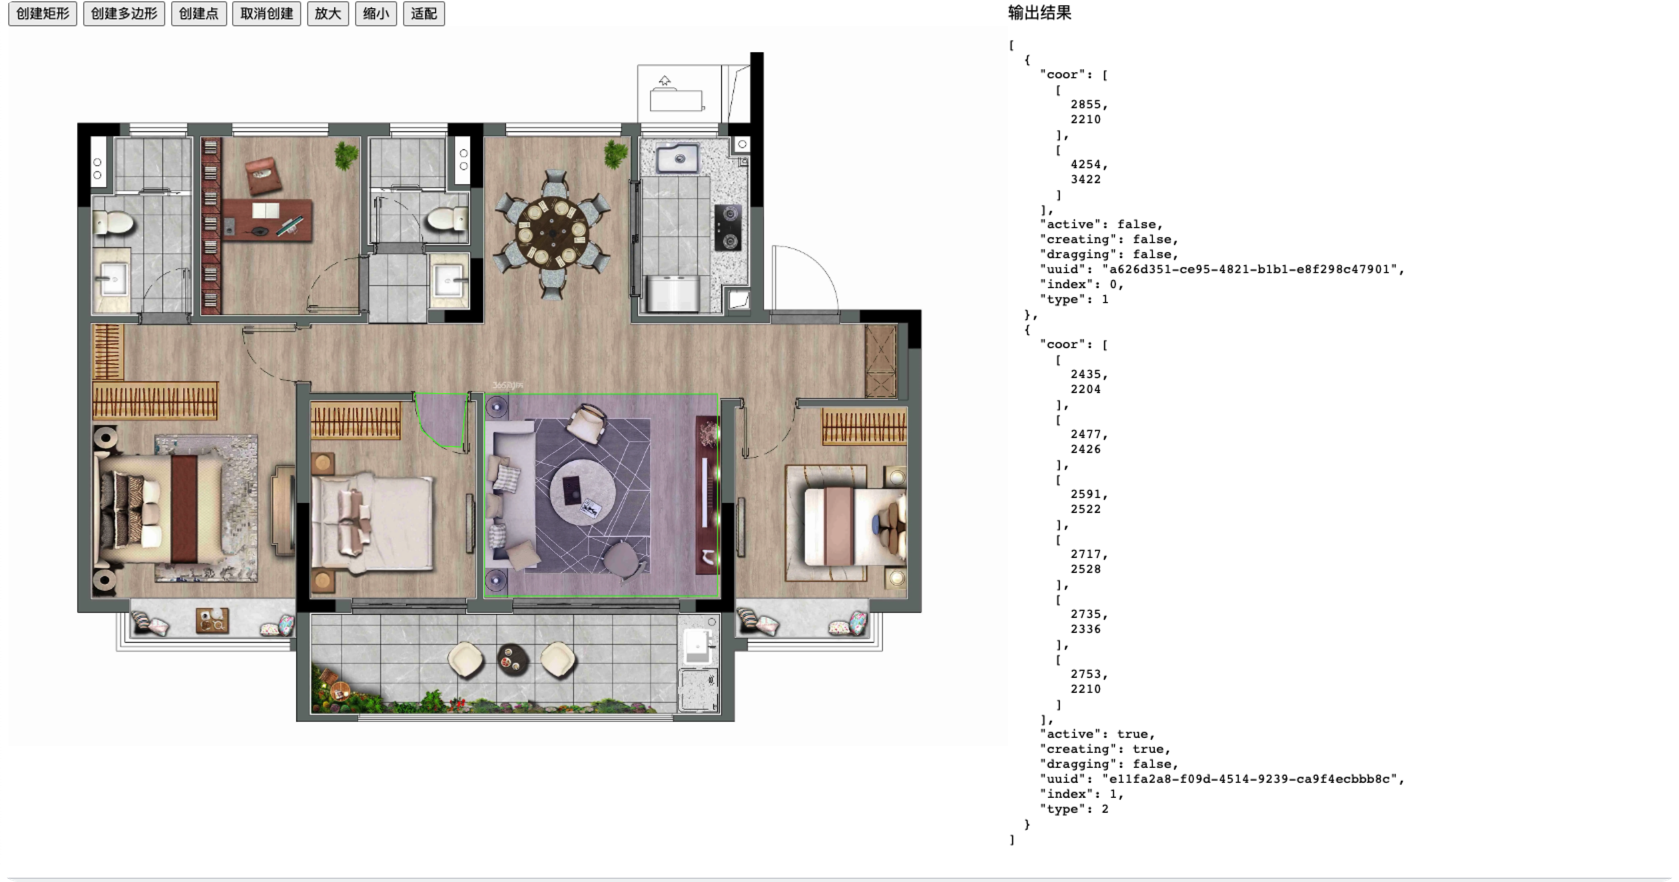 创建矩形 创建多边形 创建点 取消创建 放大 缩小 适配
输出结果
[
  {
    "coor": [
      [
        2855,
        2210
      ],
      [
        4254,
        3422
      ]
    ],
    "active": false,
    "creating": false,
    "dragging": false,
    "uuid": "a626d351-ce95-4821-b1b1-e8f298c47901",
    "index": 0,
    "type": 1
  },
  {
    "coor": [
      [
        2435,
        2204
      ],
      [
        2477,
        2426
      ],
      [
        2591,
        2522
      ],
      [
        2717,
        2528
      ],
      [
        2735,
        2336
      ],
      [
        2753,
        2210
      ]
    ],
    "active": true,
    "creating": true,
    "dragging": false,
    "uuid": "e11fa2a8-f09d-4514-9239-ca9f4ecbbb8c",
    "index": 1,
    "type": 2
  }
]